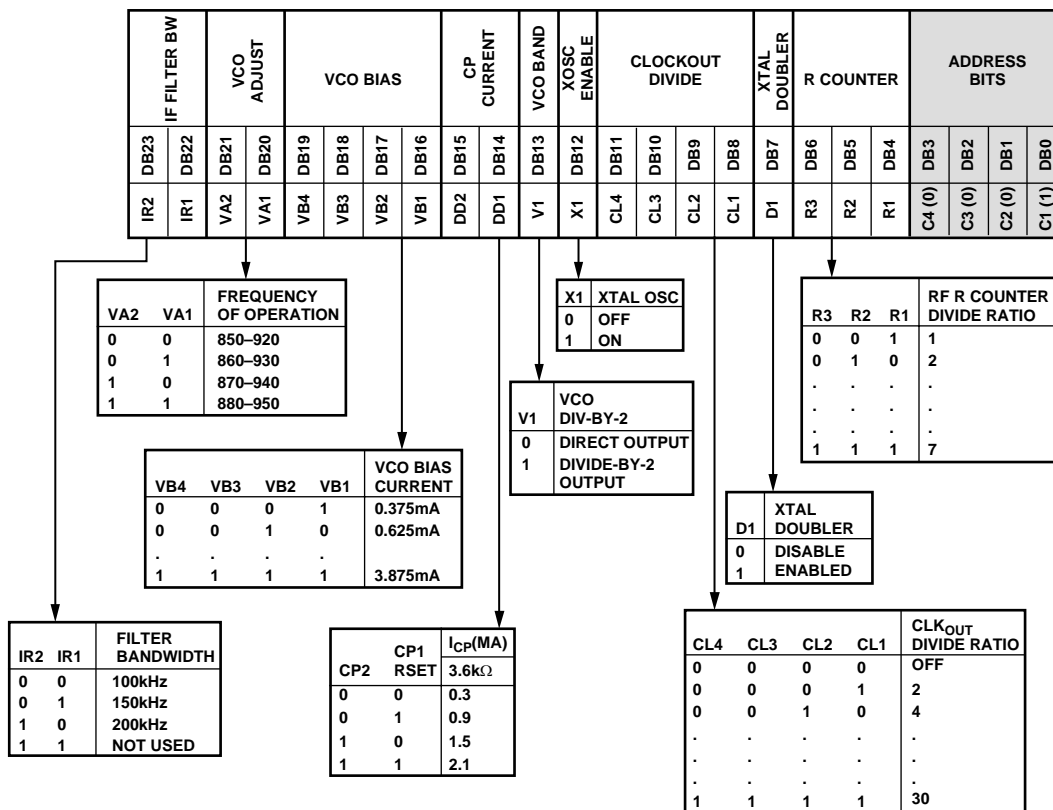 IF FILTER BW
VCO
ADJUST
VCO BIAS
CP
CURRENT
VCO BAND
XOSC
ENABLE
CLOCKOUT
DIVIDE
XTAL
DOUBLER
R COUNTER
ADDRESS
BITS
DB23 DB22 DB21 DB20 DB19 DB18 DB17 DB16 DB15 DB14 DB13 DB12 DB11 DB10 DB9 DB8 DB7 DB6 DB5 DB4 DB3 DB2 DB1 DB0
IR2 IR1 VA2 VA1 VB4 VB3 VB2 VB1 DD2 DD1 V1 X1 CL4 CL3 CL2 CL1 D1 R3 R2 R1 C4 (0) C3 (0) C2 (0) C1 (1)
FREQUENCY
VA2 VA1 OF OPERATION
0 0 850–920
0 1 860–930
1 0 870–940
1 1 880–950
X1 XTAL OSC
0 OFF
1 ON
RF R COUNTER
R3 R2 R1 DIVIDE RATIO
0 0 1 1
0 1 0 2
. . . .
. . . .
. . . .
1 1 1 7
VCO
V1 DIV-BY-2
0 DIRECT OUTPUT
1 DIVIDE-BY-2
OUTPUT
VCO BIAS
VB4 VB3 VB2 VB1 CURRENT
0 0 0 1 0.375mA
0 0 1 0 0.625mA
. . . .
1 1 1 1 3.875mA
XTAL
D1 DOUBLER
0 DISABLE
1 ENABLED
FILTER
IR2 IR1 BANDWIDTH
0 0 100kHz
0 1 150kHz
1 0 200kHz
1 1 NOT USED
CP1 ICP(MA)
CP2 RSET 3.6kΩ
0 0 0.3
0 1 0.9
1 0 1.5
1 1 2.1
CLKOUT
CL4 CL3 CL2 CL1 DIVIDE RATIO
0 0 0 0 OFF
0 0 0 1 2
0 0 1 0 4
. . . . .
. . . . .
. . . . .
1 1 1 1 30